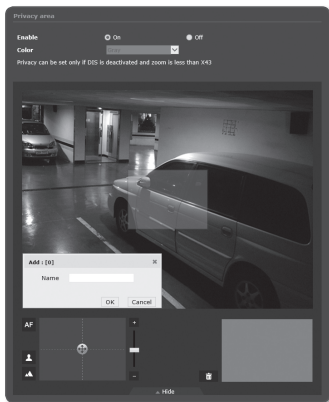 Privacy area
Enable On Off
Color Gray
Privacy can be set only if DIS is deactivated and zoom is less than X43
Add : [0] ×
Name
OK Cancel
AF
+
-
Hide